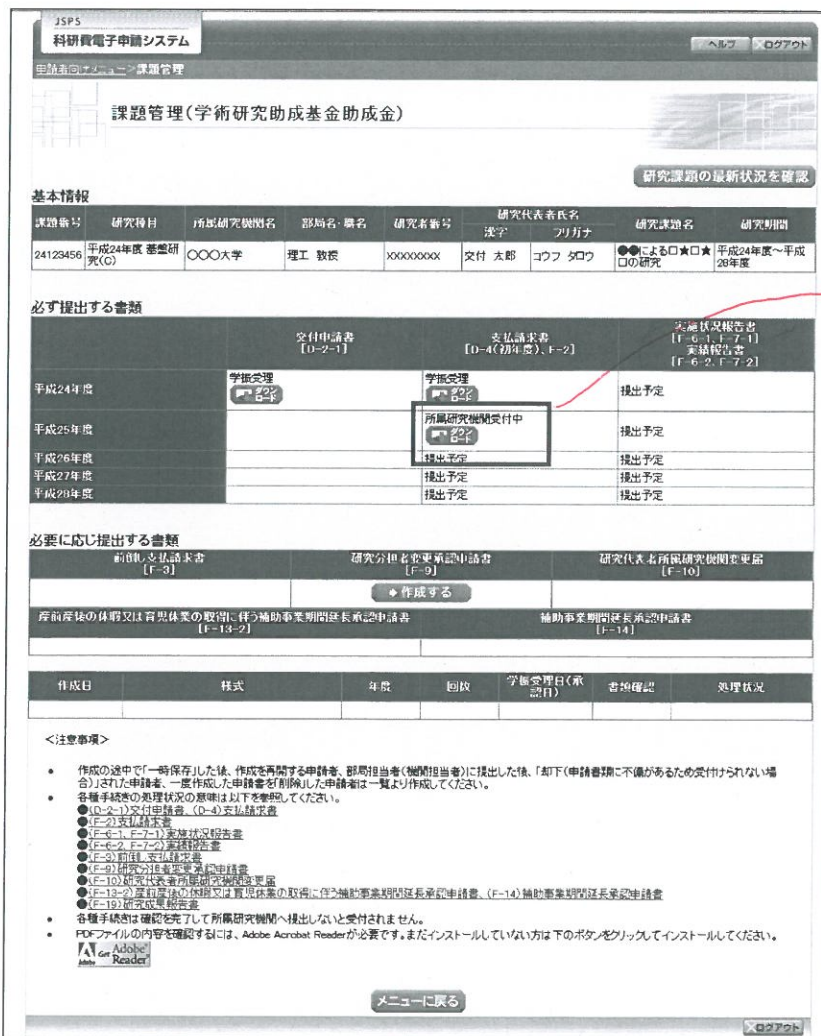 JSPS
科研費電子申請システム
ヘルプ
ログアウト
申請者向けメニュー>課題管理
課題管理(学術研究助成基金助成金)
研究課題の最新状況を確認
基本情報
課題番号 研究種目 所属研究機関名 部局名・職名 研究者番号 研究代表者氏名 研究課題名 研究期間
漢字 フリガナ
24123456 平成24年度 基盤研究(C) 〇〇〇大学 理工 教授 xxxxxxxx 交付 太郎 コウフ タロウ ●●による□★□★□の研究 平成24年度～平成28年度
必ず提出する書類
交付申請書
[D-2-1]
支払請求書
[D-4(初年度)、F-2]
実施状況報告書
[F-6-1、F-7-1]
実績報告書
[F-6-2、F-7-2]
平成24年度 学振受理 ダウンロード 学振受理 ダウンロード 提出予定
平成25年度 所属研究機関受付中 ダウンロード 提出予定
平成26年度 提出予定 提出予定
平成27年度 提出予定 提出予定
平成28年度 提出予定 提出予定
必要に応じ提出する書類
前倒し支払請求書
[F-3]
研究分担者変更承認申請書
[F-9]
研究代表者所属研究機関変更届
[F-10]
作成する
産前産後の休暇又は育児休業の取得に伴う補助事業期間延長承認申請書
[F-13-2]
補助事業期間延長承認申請書
[F-14]
作成日 様式 年度 回数 学振受理日(承認日) 書類確認 処理状況
<注意事項>
• 作成の途中で「一時保存」した後、作成を再開する申請者、部局担当者(機関担当者)に提出した後、「却下(申請書類に不備があるため受付けられない場
合)」された申請者、一度作成した申請書を「削除」した申請者は一覧より作成してください。
• 各種手続きの処理状況の意味は以下を参照してください。
●(D-2-1)交付申請書、(D-4)支払請求書
●(F-2)支払請求書
●(F-6-1、F-7-1)実施状況報告書
●(F-6-2、F-7-2)実績報告書
●(F-3)前倒し支払請求書
●(F-9)研究分担者変更承認申請書
●(F-10)研究代表者所属研究機関変更届
●(F-13-2)産前産後の休暇又は育児休業の取得に伴う補助事業期間延長承認申請書、(F-14)補助事業期間延長承認申請書
●(F-19)研究成果報告書
• 各種手続きは確認を完了して所属研究機関へ提出しないと受付されません。
• PDFファイルの内容を確認するには、Adobe Acrobat Readerが必要です。まだインストールしていない方は下のボタンをクリックしてインストールしてください。
Adobe Get Adobe Reader
メニューに戻る
ログアウト